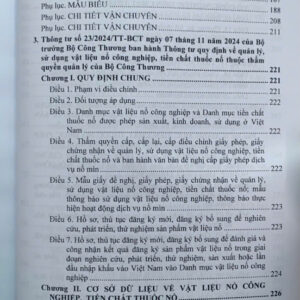 Phụ lục. MẪU BIỂU
Phục lục. CHI TIẾT VẬN CHUYỂN 187
Phục lục. CHI TIẾT VẬN CHUYỂN 208
3. Thông tư số 23/2024/TT-BCT ngày 07 tháng 11 năm 2024 của Bộ
trưởng Bộ Công Thương ban hành Thông tư quy định về quản lý,
sử dụng vật liệu nổ công nghiệp, tiền chất thuốc nổ thuộc thẩm
quyền quản lý của Bộ Công Thương 221
Chương I. QUY ĐỊNH CHUNG 221
Điều 1. Phạm vi điều chỉnh 221
Điều 2. Đối tượng áp dụng 221
Điều 3. Danh mục vật liệu nổ công nghiệp và Danh mục tiền chất
thuốc nổ được phép sản xuất, kinh doanh, sử dụng ở Việt
Nam 222
Điều 4. Thẩm quyền cấp, cấp lại, cấp điều chỉnh giấy phép, giấy
chứng nhận về quản lý, sử dụng vật liệu nổ công nghiệp, tiền
chất thuốc nổ và ban hành văn bản đề nghị cấp giấy phép dịch
vụ nổ mìn 222
Điều 5. Mẫu giấy đề nghị, giấy phép, giấy chứng nhận về quản lý,
sử dụng vật liệu nổ công nghiệp, tiền chất thuốc nổ; mẫu
thông báo sử dụng vật liệu nổ công nghiệp, thông báo thực
hiện hoạt động dịch vụ nổ mìn
Điều 6. Hồ sơ, thủ tục đăng ký mới, đăng ký bổ sung để nghiên
cứu, phát triển, thử nghiệm sản phẩm vật liệu nổ
Điều 7. Hồ sơ, thủ tục đăng ký mới, đăng ký bổ sung để đánh giá và
công nhận kết quả đăng ký sản phẩm vật liệu nổ trong giai
đoạn nghiên cứu, phát triển, thử nghiệm, sản xuất hoặc lần
đầu nhập khẩu vào Việt Nam vào Danh mục vật liệu nổ công
nghiệp
Chương II. CƠ SỞ DỮ LIỆU VỀ VẬT LIỆU NỔ CÔNG
NGHIỆP, TIỀN CHẤT THUỐC NỔ 226